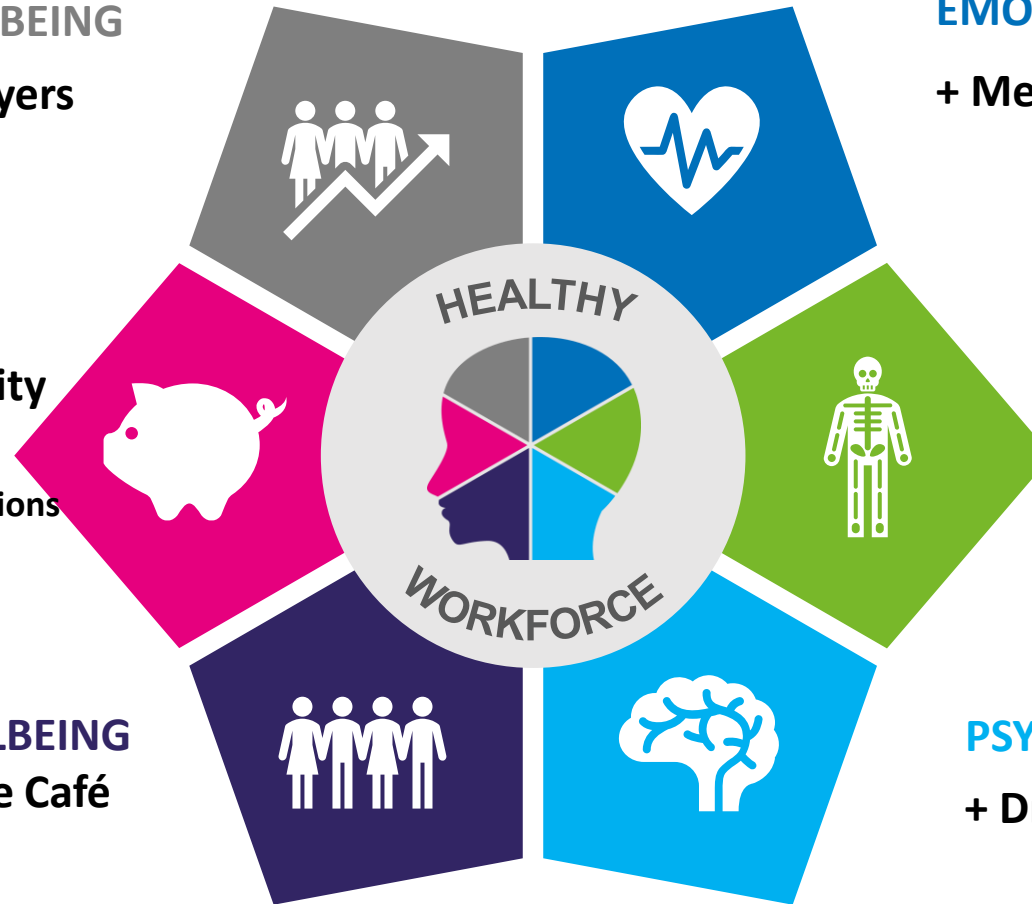 BEING
yers
EMO
+ Me
HEALTHY
WORKFORCE
ity
ions
LBEING
e Café
PSY
+ D